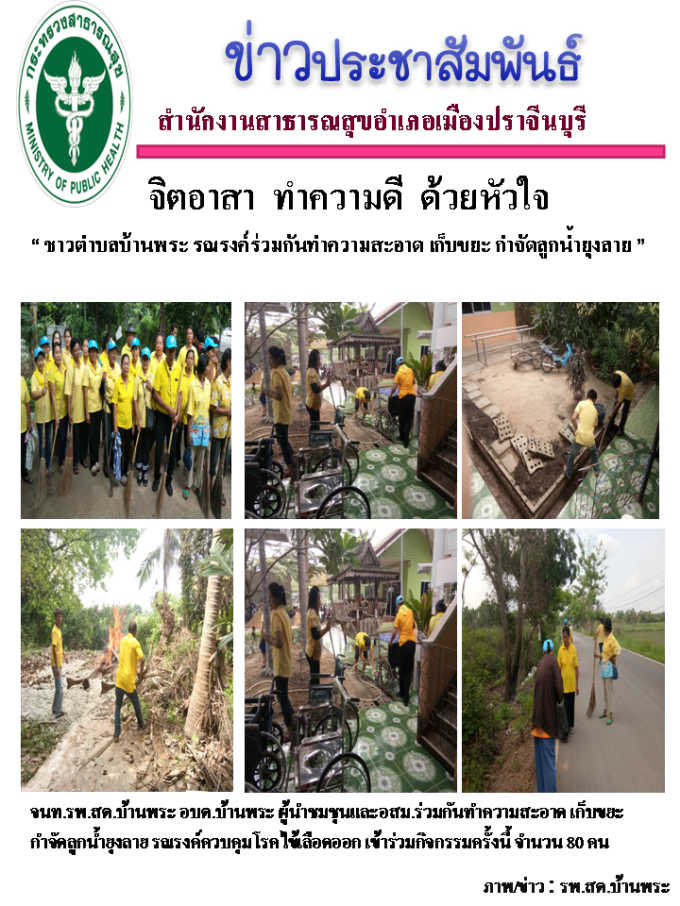 กระทรวงสาธารณสุข
MINISTRY OF PUBLIC HEALTH
ข่าวประชาสัมพันธ์
สำนักงานสาธารณสุขอำเภอเมืองปราจีนบุรี
จิตอาสา ทำความดี ด้วยหัวใจ
“ ชาวตำบลบ้านพระ รณรงค์ร่วมกันทำความสะอาด เก็บขยะ กำจัดลูกน้ำยุงลาย ”
จนท.รพ.สต.บ้านพระ อบต.บ้านพระ ผู้นำชุมชนและอสม.ร่วมกันทำความสะอาด เก็บขยะ
กำจัดลูกน้ำยุงลาย รณรงค์ควบคุมโรคไข้เลือดออก เข้าร่วมกิจกรรมครั้งนี้ จำนวน 80 คน
ภาพ/ข่าว : รพ.สต.บ้านพระ